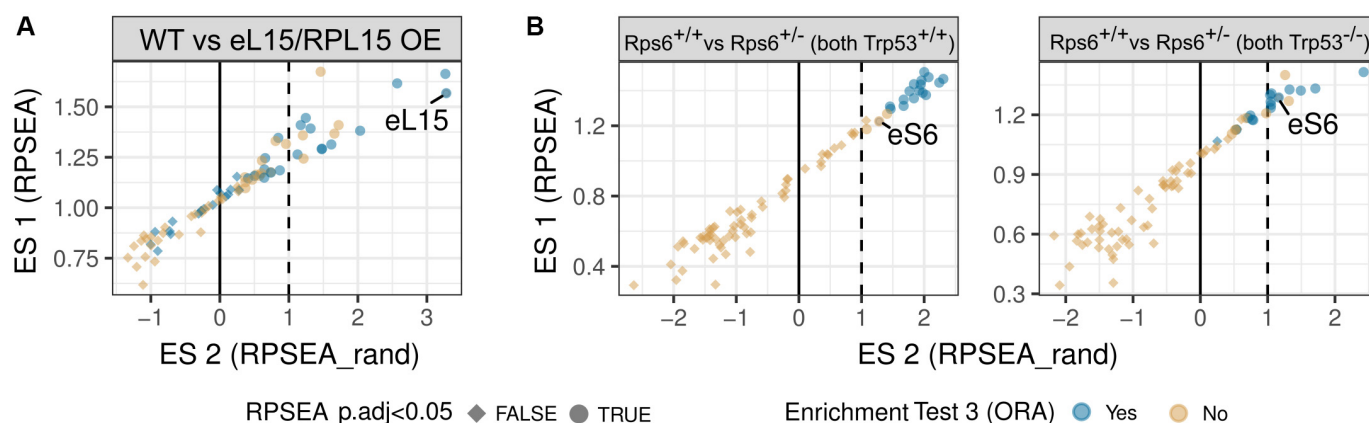 A
WT vs eL15/RPL15 OE
ES 1 (RPSEA)
1.50
1.25
1.00
0.75
eL15
−1 0 1 2 3
ES 2 (RPSEA_rand)
B
Rps6+/+vs Rps6+/- (both Trp53+/+)
ES 1 (RPSEA)
1.2
0.8
0.4
eS6
−2 −1 0 1 2
Rps6+/+vs Rps6+/- (both Trp53-/-)
1.2
0.9
0.6
0.3
eS6
−2 −1 0 1 2
ES 2 (RPSEA_rand)
RPSEA p.adj<0.05 FALSE TRUE
Enrichment Test 3 (ORA) Yes No